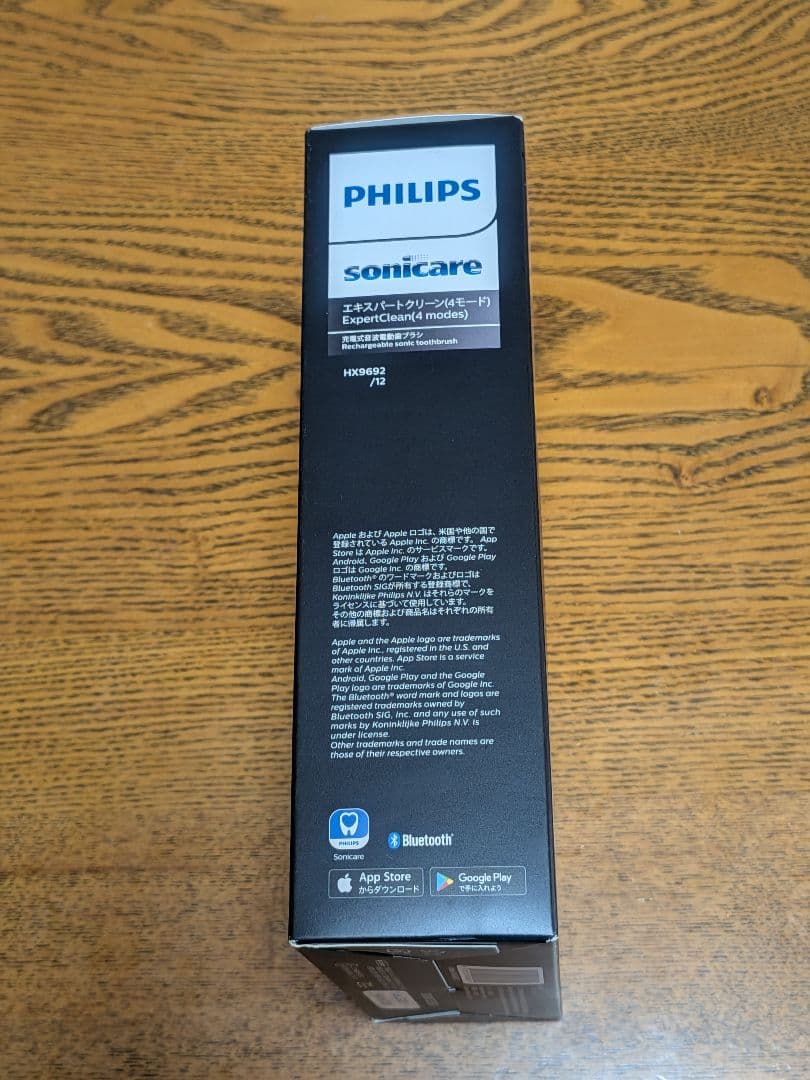 PHILIPS
sonicare
エキスパートクリーン(4モード)
ExpertClean(4 modes)
充電式音波電動歯ブラシ
Rechargeable sonic toothbrush
HX9692
/12
Apple および Apple ロゴは、米国や他の国で
登録されている Apple Inc. の商標です。 App
Store は Apple Inc. のサービスマークです。
Android, Google Play および Google Play
ロゴは Google Inc. の商標です。
Bluetooth® のワードマークおよびロゴは
Bluetooth SIGが所有する登録商標で、
Koninklijke Philips N.V. はそれらのマークを
ライセンスに基づいて使用しています。
その他の商標および商品名はそれぞれの所有
者に帰属します。
Apple and the Apple logo are trademarks
of Apple Inc., registered in the U.S. and
other countries. App Store is a service
mark of Apple Inc.
Android, Google Play and the Google
Play logo are trademarks of Google Inc.
The Bluetooth® word mark and logos are
registered trademarks owned by
Bluetooth SIG, Inc. and any use of such
marks by Koninklijke Philips N.V. is
under license.
Other trademarks and trade names are
those of their respective owners.
PHILIPS
Sonicare
Bluetooth®
App Store
からダウンロード
Google Play
で手に入れよう